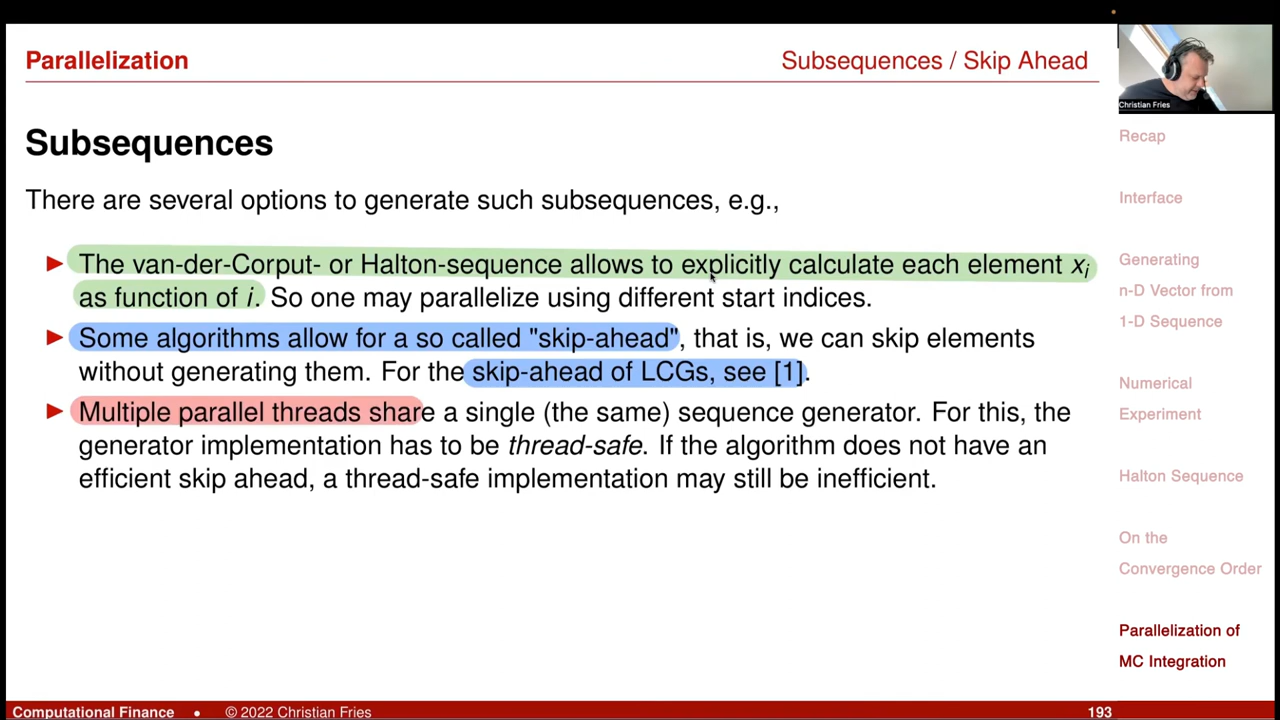 Parallelization
Subsequences / Skip Ahead
Christian Fries
Subsequences
There are several options to generate such subsequences, e.g.,
► The van-der-Corput- or Halton-sequence allows to explicitly calculate each element xᵢ
as function of i. So one may parallelize using different start indices.
► Some algorithms allow for a so called "skip-ahead", that is, we can skip elements
without generating them. For the skip-ahead of LCGs, see [1].
► Multiple parallel threads share a single (the same) sequence generator. For this, the
generator implementation has to be thread-safe. If the algorithm does not have an
efficient skip ahead, a thread-safe implementation may still be inefficient.
Recap
Interface
Generating
n-D Vector from
1-D Sequence
Numerical
Experiment
Halton Sequence
On the
Convergence Order
Parallelization of
MC Integration
Computational Finance • © 2022 Christian Fries 193